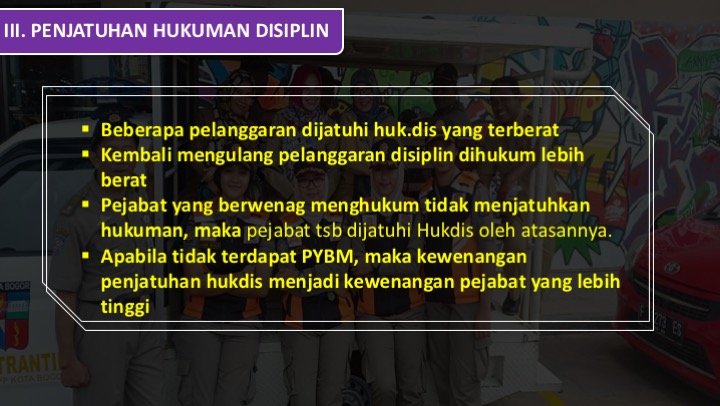 III. PENJATUHAN HUKUMAN DISIPLIN
▪ Beberapa pelanggaran dijatuhi huk.dis yang terberat
▪ Kembali mengulang pelanggaran disiplin dihukum lebih
berat
▪ Pejabat yang berwenag menghukum tidak menjatuhkan
hukuman, maka pejabat tsb dijatuhi Hukdis oleh atasannya.
▪ Apabila tidak terdapat PYBM, maka kewenangan
penjatuhan hukdis menjadi kewenangan pejabat yang lebih
tinggi